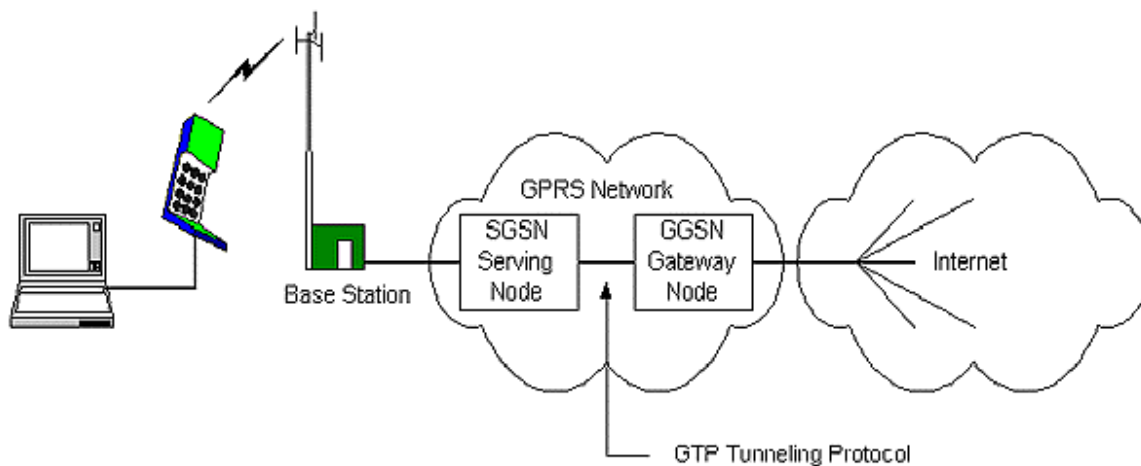 GPRS Network
SGSN
Serving
Node
GGSN
Gateway
Node
Internet
Base Station
GTP Tunneling Protocol